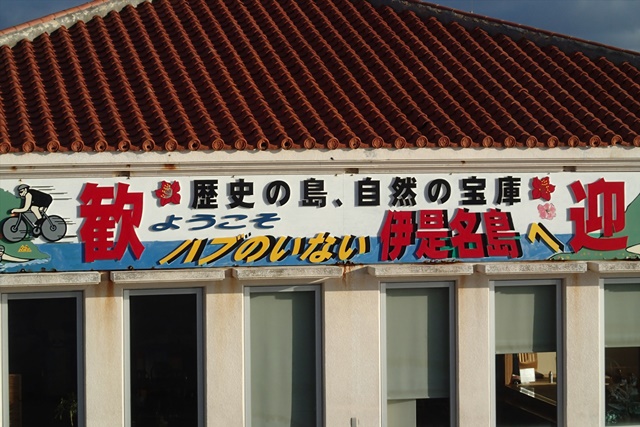 歓迎
歴史の島、自然の宝庫
ようこそ
ハブのいない伊是名島へ